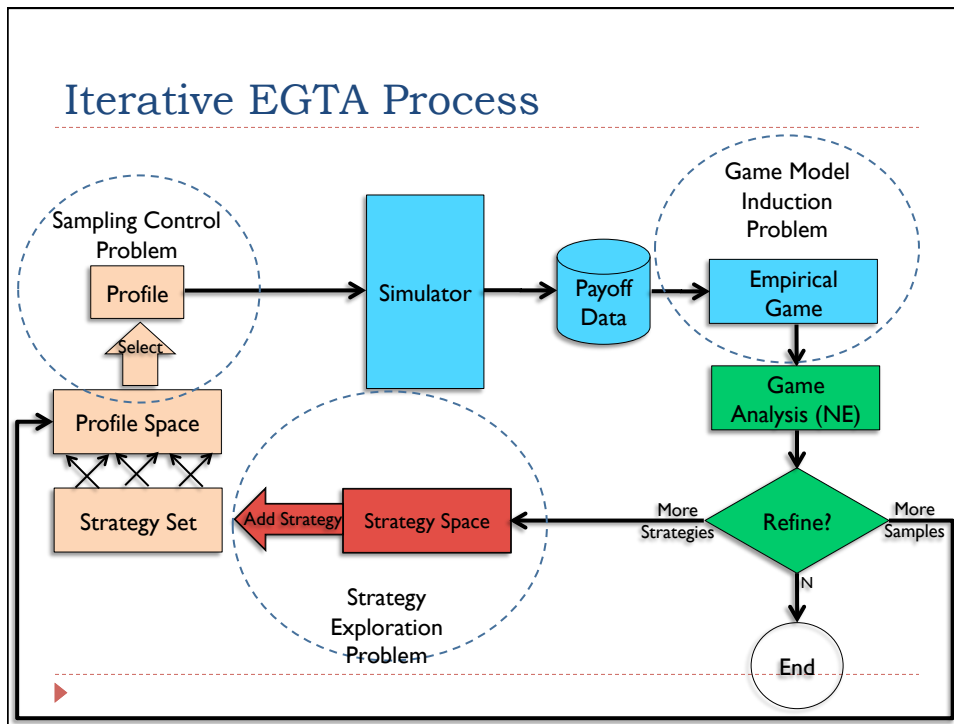 Iterative EGTA Process
Sampling Control
Problem
Profile
Select
Profile Space
Strategy Set
Simulator
Payoff
Data
Game Model
Induction
Problem
Empirical
Game
Game
Analysis (NE)
Refine?
More
Strategies
More
Samples
N
End
Add Strategy
Strategy Space
Strategy
Exploration
Problem